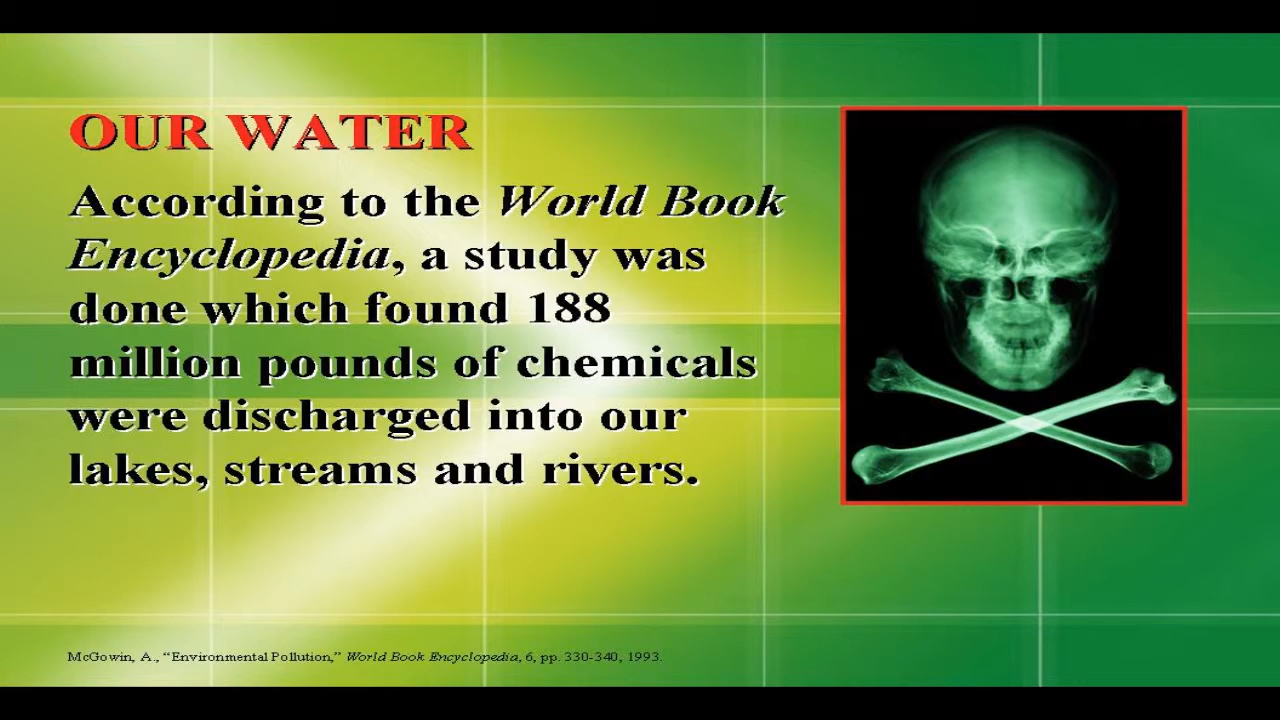 OUR WATER
According to the World Book
Encyclopedia, a study was
done which found 188
million pounds of chemicals
were discharged into our
lakes, streams and rivers.
McGowin, A., “Environmental Pollution,” World Book Encyclopedia, 6, pp. 330-340, 1993.